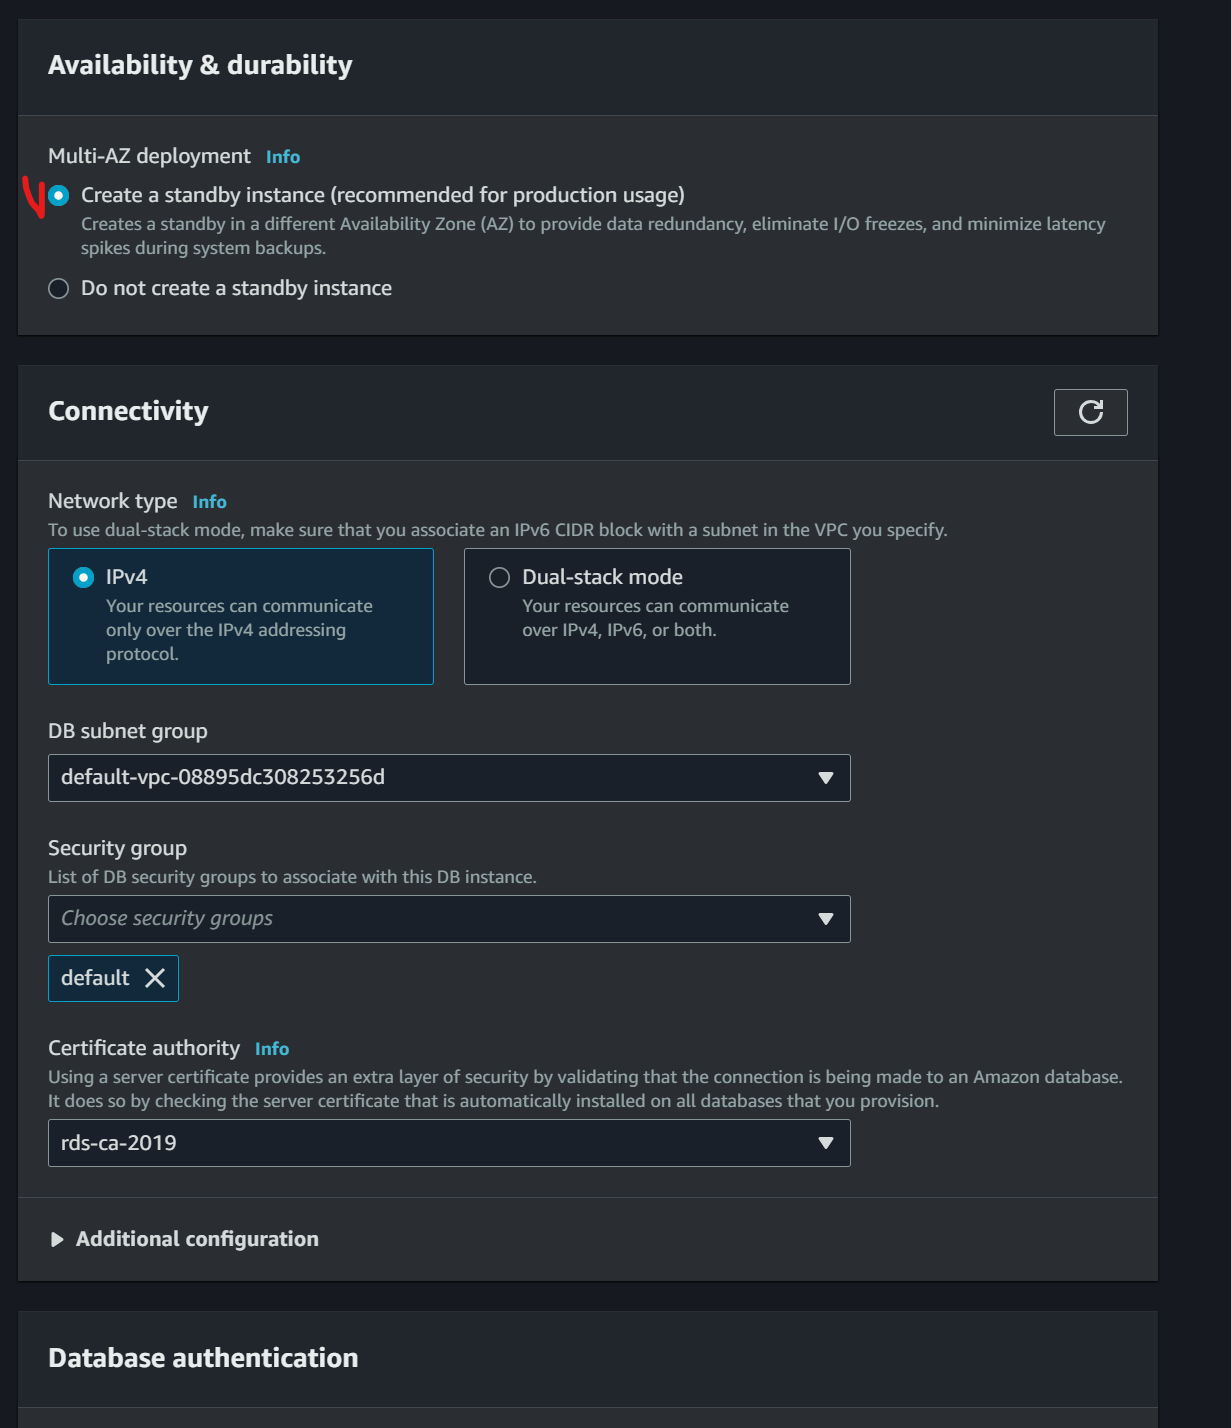 Availability & durability
Multi-AZ deployment Info
Create a standby instance (recommended for production usage)
Creates a standby in a different Availability Zone (AZ) to provide data redundancy, eliminate I/O freezes, and minimize latency
spikes during system backups.
Do not create a standby instance
Connectivity
Network type Info
To use dual-stack mode, make sure that you associate an IPv6 CIDR block with a subnet in the VPC you specify.
IPv4
Your resources can communicate
only over the IPv4 addressing
protocol.
Dual-stack mode
Your resources can communicate
over IPv4, IPv6, or both.
DB subnet group
default-vpc-08895dc308253256d
Security group
List of DB security groups to associate with this DB instance.
Choose security groups
default
Certificate authority Info
Using a server certificate provides an extra layer of security by validating that the connection is being made to an Amazon database.
It does so by checking the server certificate that is automatically installed on all databases that you provision.
rds-ca-2019
Additional configuration
Database authentication